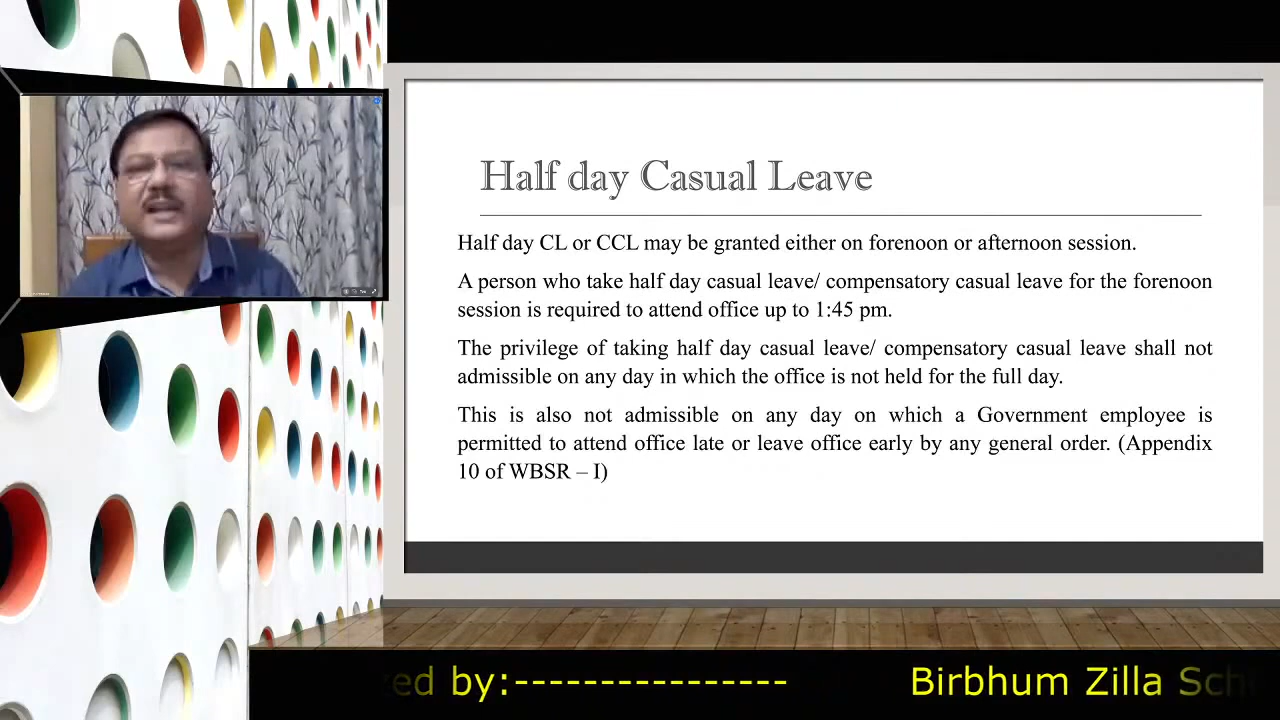 Half day Casual Leave
Half day CL or CCL may be granted either on forenoon or afternoon session.
A person who take half day casual leave/ compensatory casual leave for the forenoon
session is required to attend office up to 1:45 pm.
The privilege of taking half day casual leave/ compensatory casual leave shall not
admissible on any day in which the office is not held for the full day.
This is also not admissible on any day on which a Government employee is
permitted to attend office late or leave office early by any general order. (Appendix
10 of WBSR – I)
zed by:---------------- Birbhum Zilla Sch